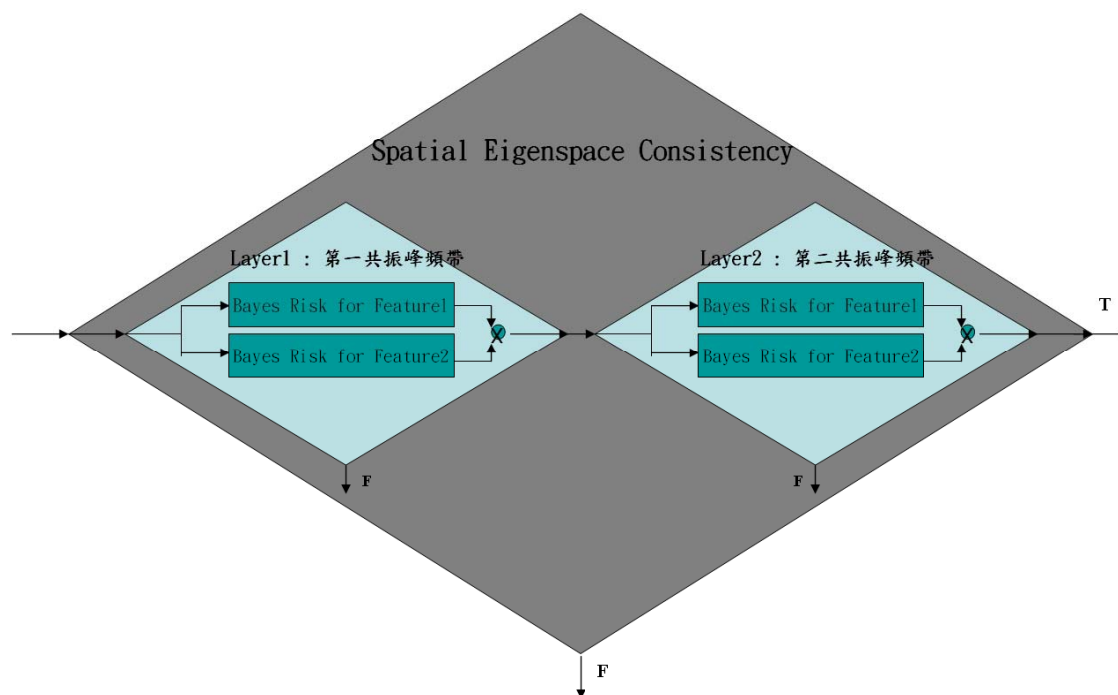 Spatial Eigenspace Consistency
Layer1 : 第一共振峰頻帶
Bayes Risk for Feature1
Bayes Risk for Feature2
X
F
Layer2 : 第二共振峰頻帶
Bayes Risk for Feature1
Bayes Risk for Feature2
X
F
T
F